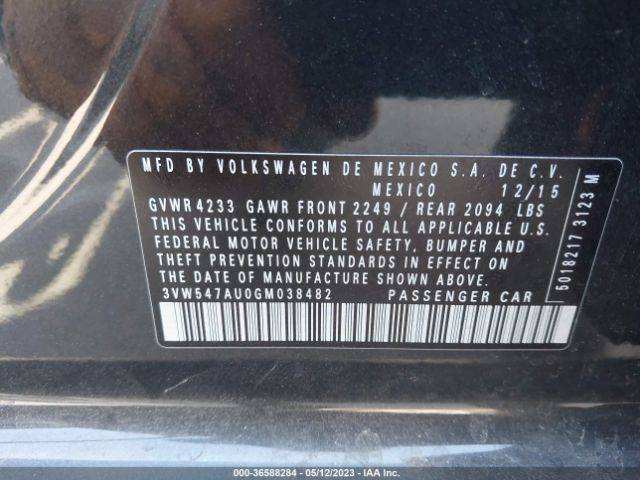 MFD BY VOLKSWAGEN DE MEXICO S.A. DE C.V.
MEXICO 12/15
GVWR 4233 GAWR FRONT 2249 / REAR 2094 LBS
THIS VEHICLE CONFORMS TO ALL APPLICABLE U.S.
FEDERAL MOTOR VEHICLE SAFETY, BUMPER AND
THEFT PREVENTION STANDARDS IN EFFECT ON
THE DATE OF MANUFACTURE SHOWN ABOVE.
3VW547AU0GM038482 PASSENGER CAR
5018217 3123 M
000-36588284 - 05/12/2023 - IAA Inc.